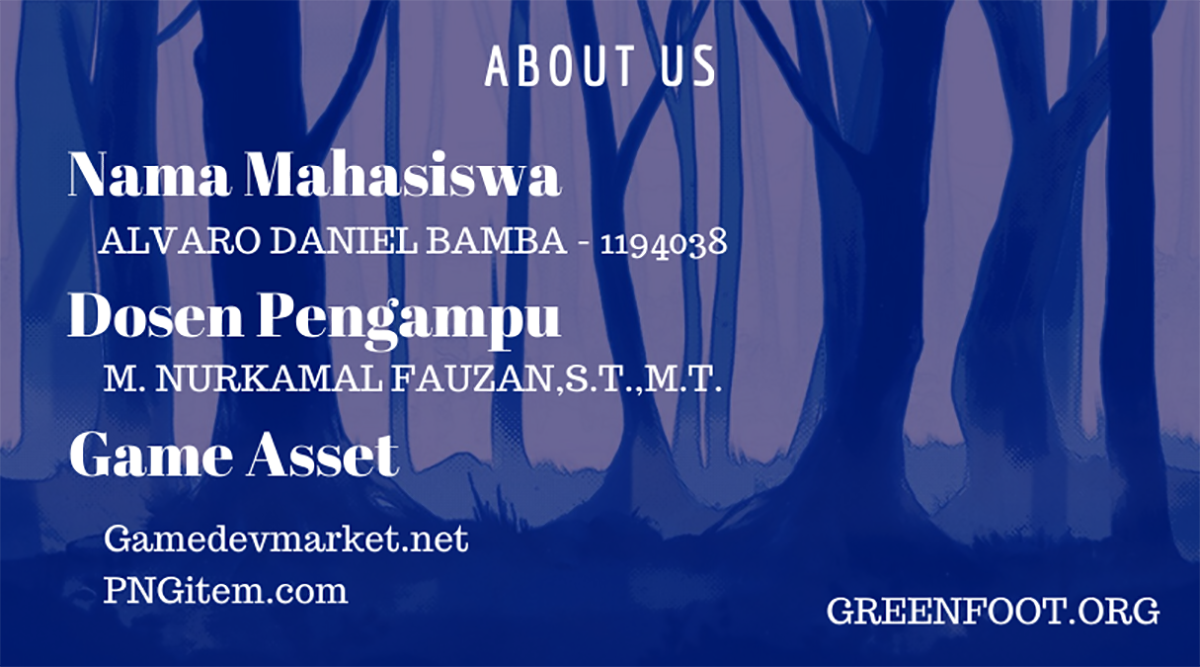 ABOUT US
Nama Mahasiswa
ALVARO DANIEL BAMBA - 1194038
Dosen Pengampu
M. NURKAMAL FAUZAN,S.T.,M.T.
Game Asset
Gamedevmarket.net
PNGitem.com
GREENFOOT.ORG